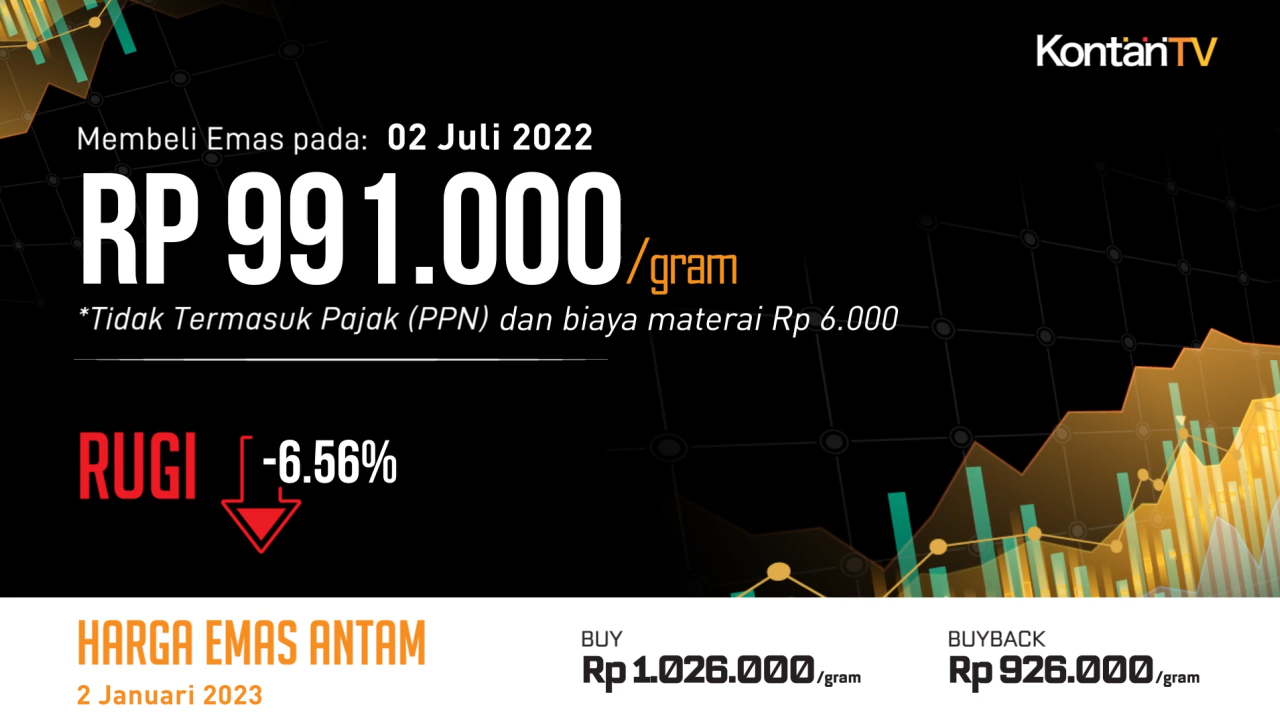 KontanTV
Membeli Emas pada: 02 Juli 2022
RP 991.000/gram
*Tidak Termasuk Pajak (PPN) dan biaya materai Rp 6.000
RUGI -6.56%
HARGA EMAS ANTAM
2 Januari 2023
BUY
Rp 1.026.000/gram
BUYBACK
Rp 926.000/gram